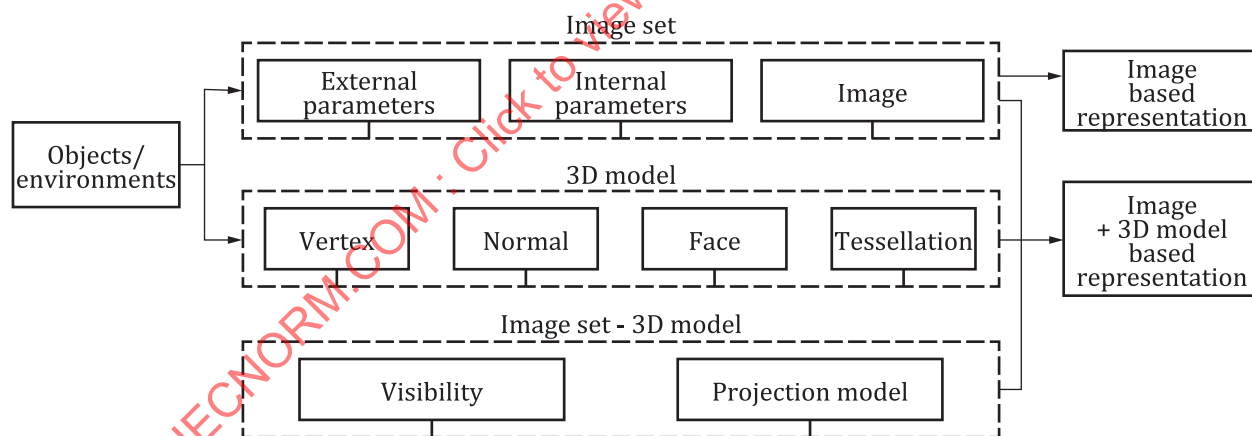 Image set
External
parameters
Internal
parameters
Image
Image
based
representation
Objects/
environments
3D model
Vertex
Normal
Face
Tessellation
Image
+ 3D model
based
representation
Image set - 3D model
Visibility
Projection model
ECNORM.COM : Click to view